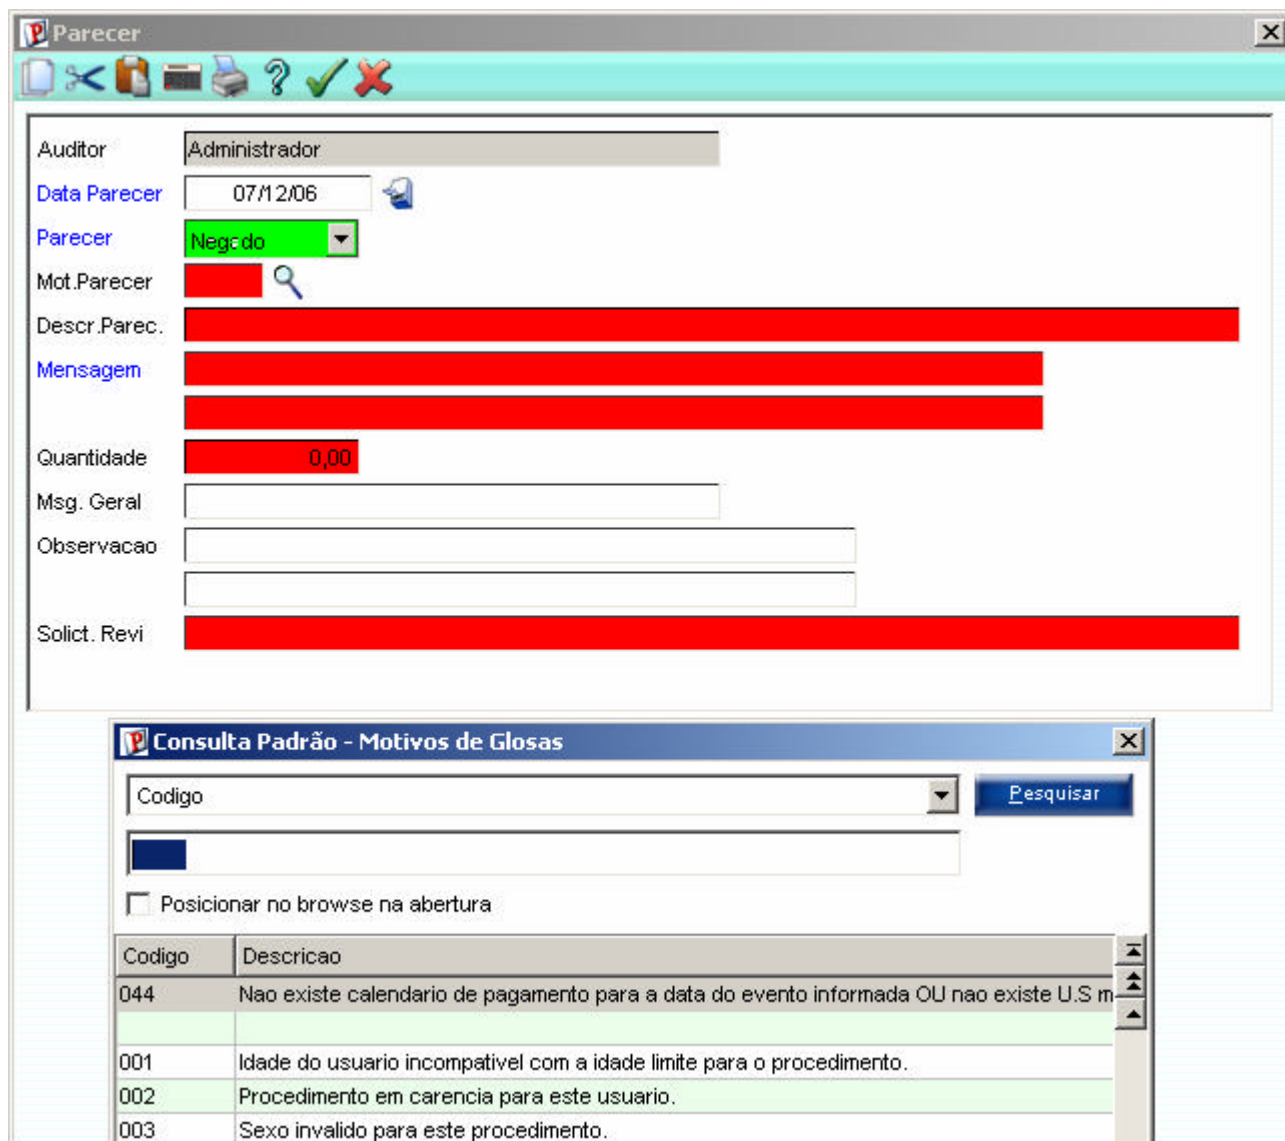 Parecer
Auditor Administrador
Data Parecer 07/12/06
Parecer Negado
Mot.Parecer
Descr.Parec.
Mensagem
Quantidade 0,00
Msg. Geral
Observacao
Solict. Revi
Consulta Padrão - Motivos de Glosas
Codigo Pesquisar
Posicionar no browse na abertura
Codigo Descricao
044 Nao existe calendario de pagamento para a data do evento informada OU nao existe U.S m
001 Idade do usuario incompativel com a idade limite para o procedimento.
002 Procedimento em carencia para este usuario.
003 Sexo invalido para este procedimento.